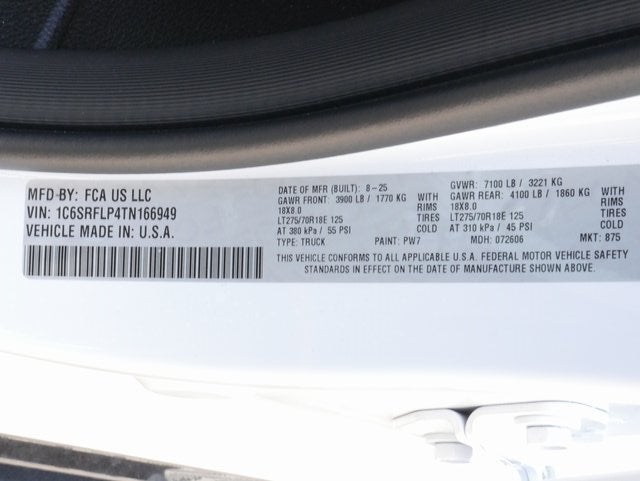 MFD BY: FCA US LLC
VIN: 1C6SRFLP4TN166949
VEHICLE MADE IN: U.S.A.
DATE OF MFR (BUILT): 8-25 GVWR: 7100 LB / 3221 KG
GAWR FRONT: 3900 LB / 1770 KG WITH GAWR REAR: 4100 LB / 1860 KG WITH
18X8.0 RIMS 18X8.0 RIMS
LT275/70R18E 125 TIRES LT275/70R18E 125 TIRES
AT 380 kPa / 55 PSI COLD AT 310 kPa / 45 PSI COLD
TYPE: TRUCK PAINT: PW7 MDH: 072606 MKT: 875
THIS VEHICLE CONFORMS TO ALL APPLICABLE U.S.A. FEDERAL MOTOR VEHICLE SAFETY
STANDARDS IN EFFECT ON THE DATE OF MANUFACTURE SHOWN ABOVE.